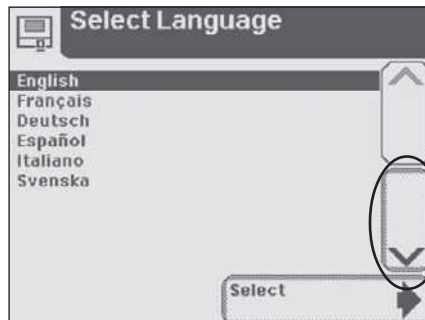 Select Language
English
Français
Deutsch
Español
Italiano
Svenska
Select